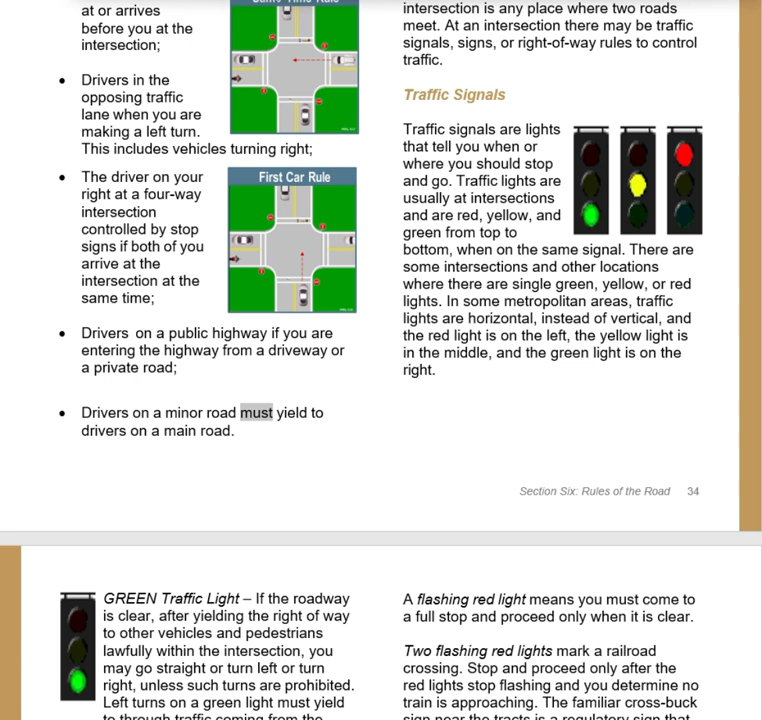 at or arrives
before you at the
intersection;
Drivers in the
opposing traffic
lane when you are
making a left turn.
This includes vehicles turning right;
The driver on your
right at a four-way
intersection
controlled by stop
signs if both of you
arrive at the
intersection at the
same time;
First Car Rule
Drivers on a public highway if you are
entering the highway from a driveway or
a private road;
Drivers on a minor road must yield to
drivers on a main road.
intersection is any place where two roads
meet. At an intersection there may be traffic
signals, signs, or right-of-way rules to control
traffic.
Traffic Signals
Traffic signals are lights
that tell you when or
where you should stop
and go. Traffic lights are
usually at intersections
and are red, yellow, and
green from top to
bottom, when on the same signal. There are
some intersections and other locations
where there are single green, yellow, or red
lights. In some metropolitan areas, traffic
lights are horizontal, instead of vertical, and
the red light is on the left, the yellow light is
in the middle, and the green light is on the
right.
Section Six: Rules of the Road 34
GREEN Traffic Light – If the roadway
is clear, after yielding the right of way
to other vehicles and pedestrians
lawfully within the intersection, you
may go straight or turn left or turn
right, unless such turns are prohibited.
Left turns on a green light must yield
to through traffic coming from the
A flashing red light means you must come to
a full stop and proceed only when it is clear.
Two flashing red lights mark a railroad
crossing. Stop and proceed only after the
red lights stop flashing and you determine no
train is approaching. The familiar cross-buck
sign near the tracts is a regulatory sign that